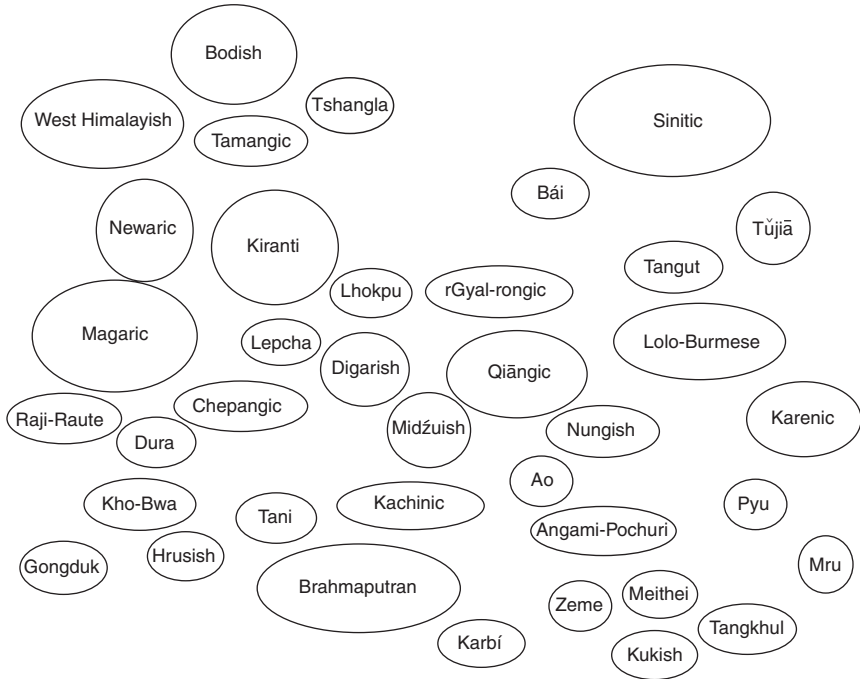 Bodish
Tshangla
West Himalayish
Sinitic
Tamangic
Bái
Newaric
Tǔjiā
Kiranti
Tangut
Lhokpu
rGyal-rongic
Magaric
Lepcha
Lolo-Burmese
Digarish
Qiāngic
Chepangic
Raji-Raute
Karenic
Midźuish
Nungish
Dura
Ao
Kho-Bwa
Kachinic
Pyu
Tani
Angami-Pochuri
Hrusish
Gongduk
Mru
Brahmaputran
Meithei
Zeme
Tangkhul
Karbí
Kukish